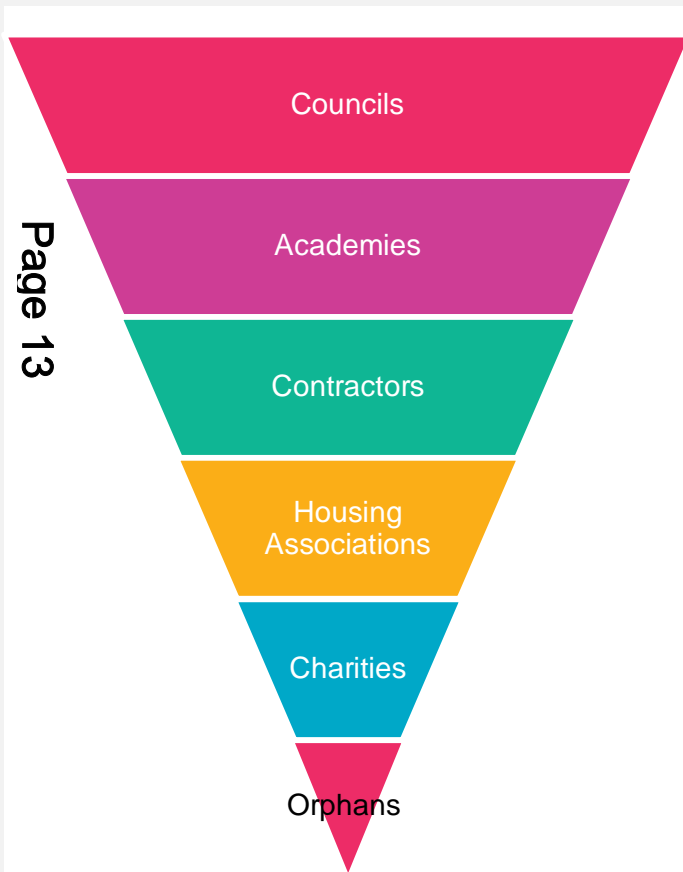 Councils
Academies
Page 13
Contractors
Housing
Associations
Charities
Orphans